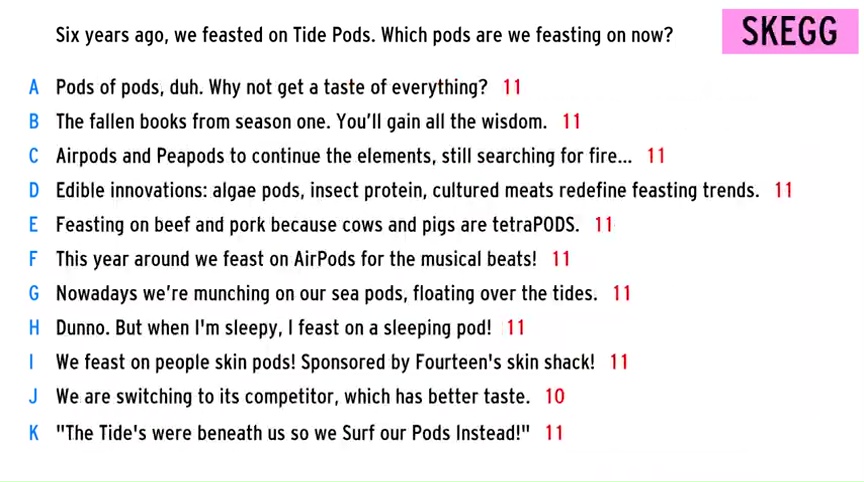 Six years ago, we feasted on Tide Pods. Which pods are we feasting on now?
SKEGG
A Pods of pods, duh. Why not get a taste of everything? 11
B The fallen books from season one. You'll gain all the wisdom. 11
C Airpods and Peapods to continue the elements, still searching for fire... 11
D Edible innovations: algae pods, insect protein, cultured meats redefine feasting trends. 11
E Feasting on beef and pork because cows and pigs are tetraPODS. 11
F This year around we feast on AirPods for the musical beats! 11
G Nowadays we're munching on our sea pods, floating over the tides. 11
H Dunno. But when I'm sleepy, I feast on a sleeping pod! 11
I We feast on people skin pods! Sponsored by Fourteen's skin shack! 11
J We are switching to its competitor, which has better taste. 10
K "The Tide's were beneath us so we Surf our Pods Instead!" 11